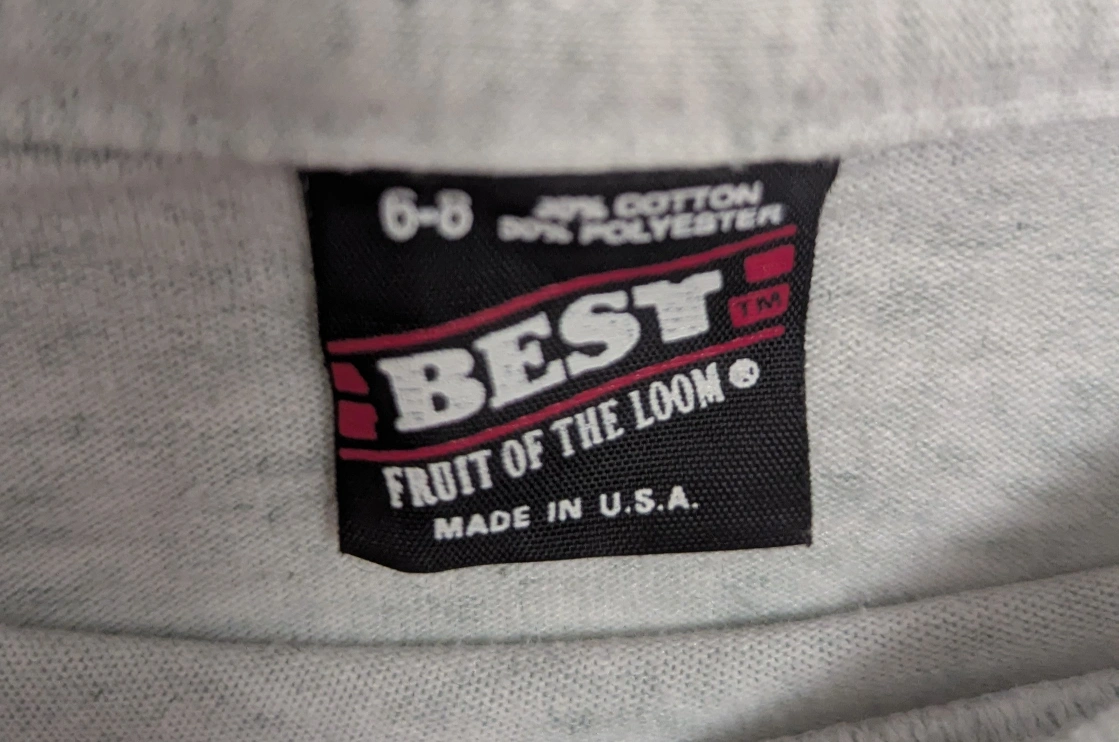 6-8
COTTON
POLYESTER
BEST
TM
FRUIT OF THE LOOM ®
MADE IN U.S.A.